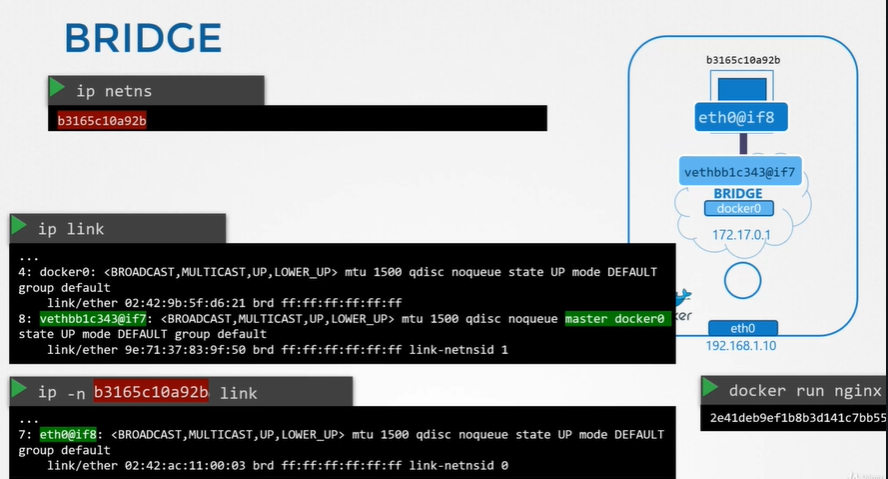 BRIDGE
ip netns
b3165c10a92b
ip link
...
4: docker0: <BROADCAST,MULTICAST,UP,LOWER_UP> mtu 1500 qdisc noqueue state UP mode DEFAULT
group default
link/ether 02:42:9b:5f:d6:21 brd ff:ff:ff:ff:ff:ff
8: vethbb1c343@if7: <BROADCAST,MULTICAST,UP,LOWER_UP> mtu 1500 qdisc noqueue master docker0
state UP mode DEFAULT group default
link/ether 9e:71:37:83:9f:50 brd ff:ff:ff:ff:ff:ff link-netnsid 1
ip -n b3165c10a92b link
...
7: eth0@if8: <BROADCAST,MULTICAST,UP,LOWER_UP> mtu 1500 qdisc noqueue state UP mode DEFAULT
group default
link/ether 02:42:ac:11:00:03 brd ff:ff:ff:ff:ff:ff link-netnsid 0
b3165c10a92b
eth0@if8
vethbb1c343@if7
BRIDGE
docker0
172.17.0.1
ker
eth0
192.168.1.10
docker run nginx
2e41deb9ef1b8b3d141c7bb55